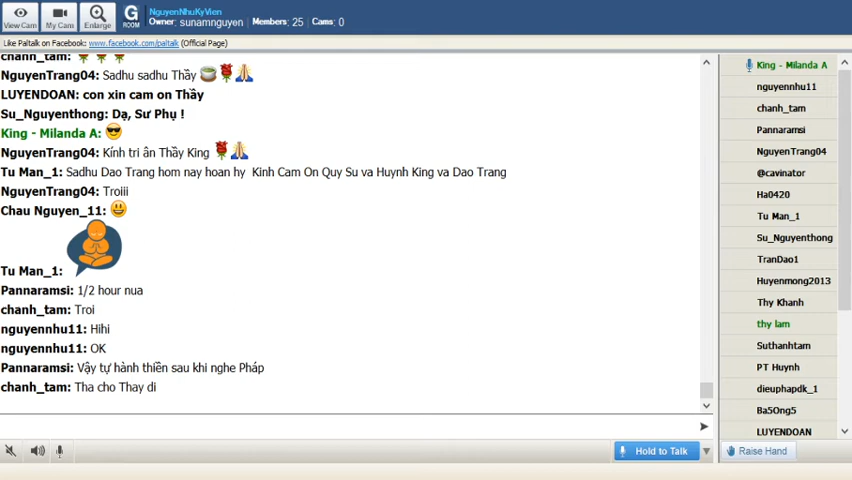 NguyenNhuKyVien
Owner: sunamnguyen Members: 25 Cams: 0
View Cam My Cam Enlarge G ROOM
Like Paltalk on Facebook: www.facebook.com/paltalk (Official Page)
chanh_tam:
NguyenTrang04: Sadhu sadhu Thầy
LUYENDOAN: con xin cam on Thầy
Su_Nguyenthong: Dạ, Sư Phụ !
King - Milanda A:
NguyenTrang04: Kính tri ân Thầy King
Tu Man_1: Sadhu Dao Trang hom nay hoan hy Kinh Cam On Quy Su va Huynh King va Dao Trang
NguyenTrang04: Troiii
Chau Nguyen_11:
Tu Man_1:
Pannaramsi: 1/2 hour nua
chanh_tam: Troi
nguyennhu11: Hihi
nguyennhu11: OK
Pannaramsi: Vậy tự hành thiền sau khi nghe Pháp
chanh_tam: Tha cho Thay di
Hold to Talk
King - Milanda A
nguyennhu11
chanh_tam
Pannaramsi
NguyenTrang04
@cavinator
Ha0420
Tu Man_1
Su_Nguyenthong
TranDao1
Huyenmong2013
Thy Khanh
thy lam
Suthanhtam
PT Huynh
dieuphapdk_1
Ba5Ong5
LUYENDOAN
Raise Hand